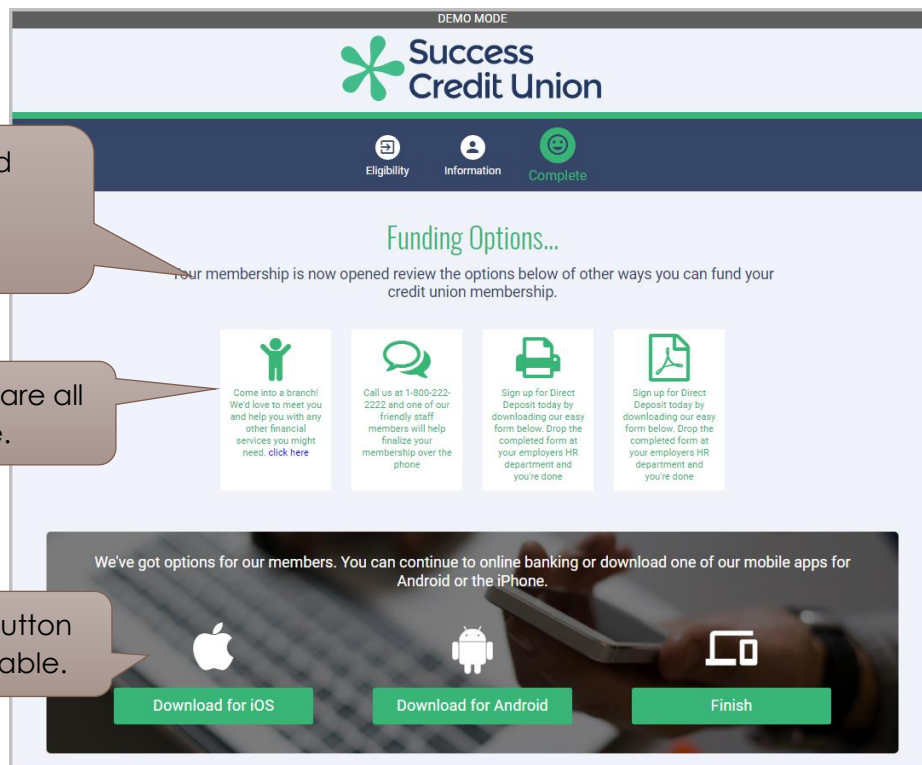 DEMO MODE
Success
Credit Union
Eligibility
Information
Complete
d
Funding Options...
Your membership is now opened review the options below of other ways you can fund your
credit union membership.
are all
e.
Come into a branch!
We'd love to meet you
and help you with any
other financial
services you might
need. click here
Call us at 1-800-222-
2222 and one of our
friendly staff
members will help
finalize your
membership over the
phone
Sign up for Direct
Deposit today by
downloading our easy
form below. Drop the
completed form at
your employers HR
department and
you're done
Sign up for Direct
Deposit today by
downloading our easy
form below. Drop the
completed form at
your employers HR
department and
you're done
We've got options for our members. You can continue to online banking or download one of our mobile apps for
Android or the iPhone.
utton
able.
Download for iOS
Download for Android
Finish